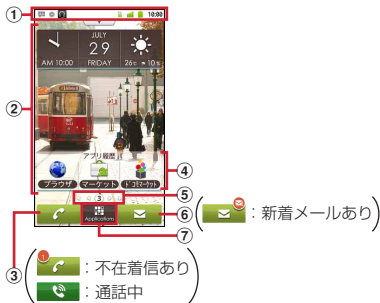 ①
10:00
②
JULY
29
AM 10:00
FRIDAY
26c 10%
アプリ履歴
④
ブラウザ
マーケット
ドコモマーケット
⑤
③
Applications
⑥
：新着メールあり
⑦
③
1
：不在着信あり
：通話中